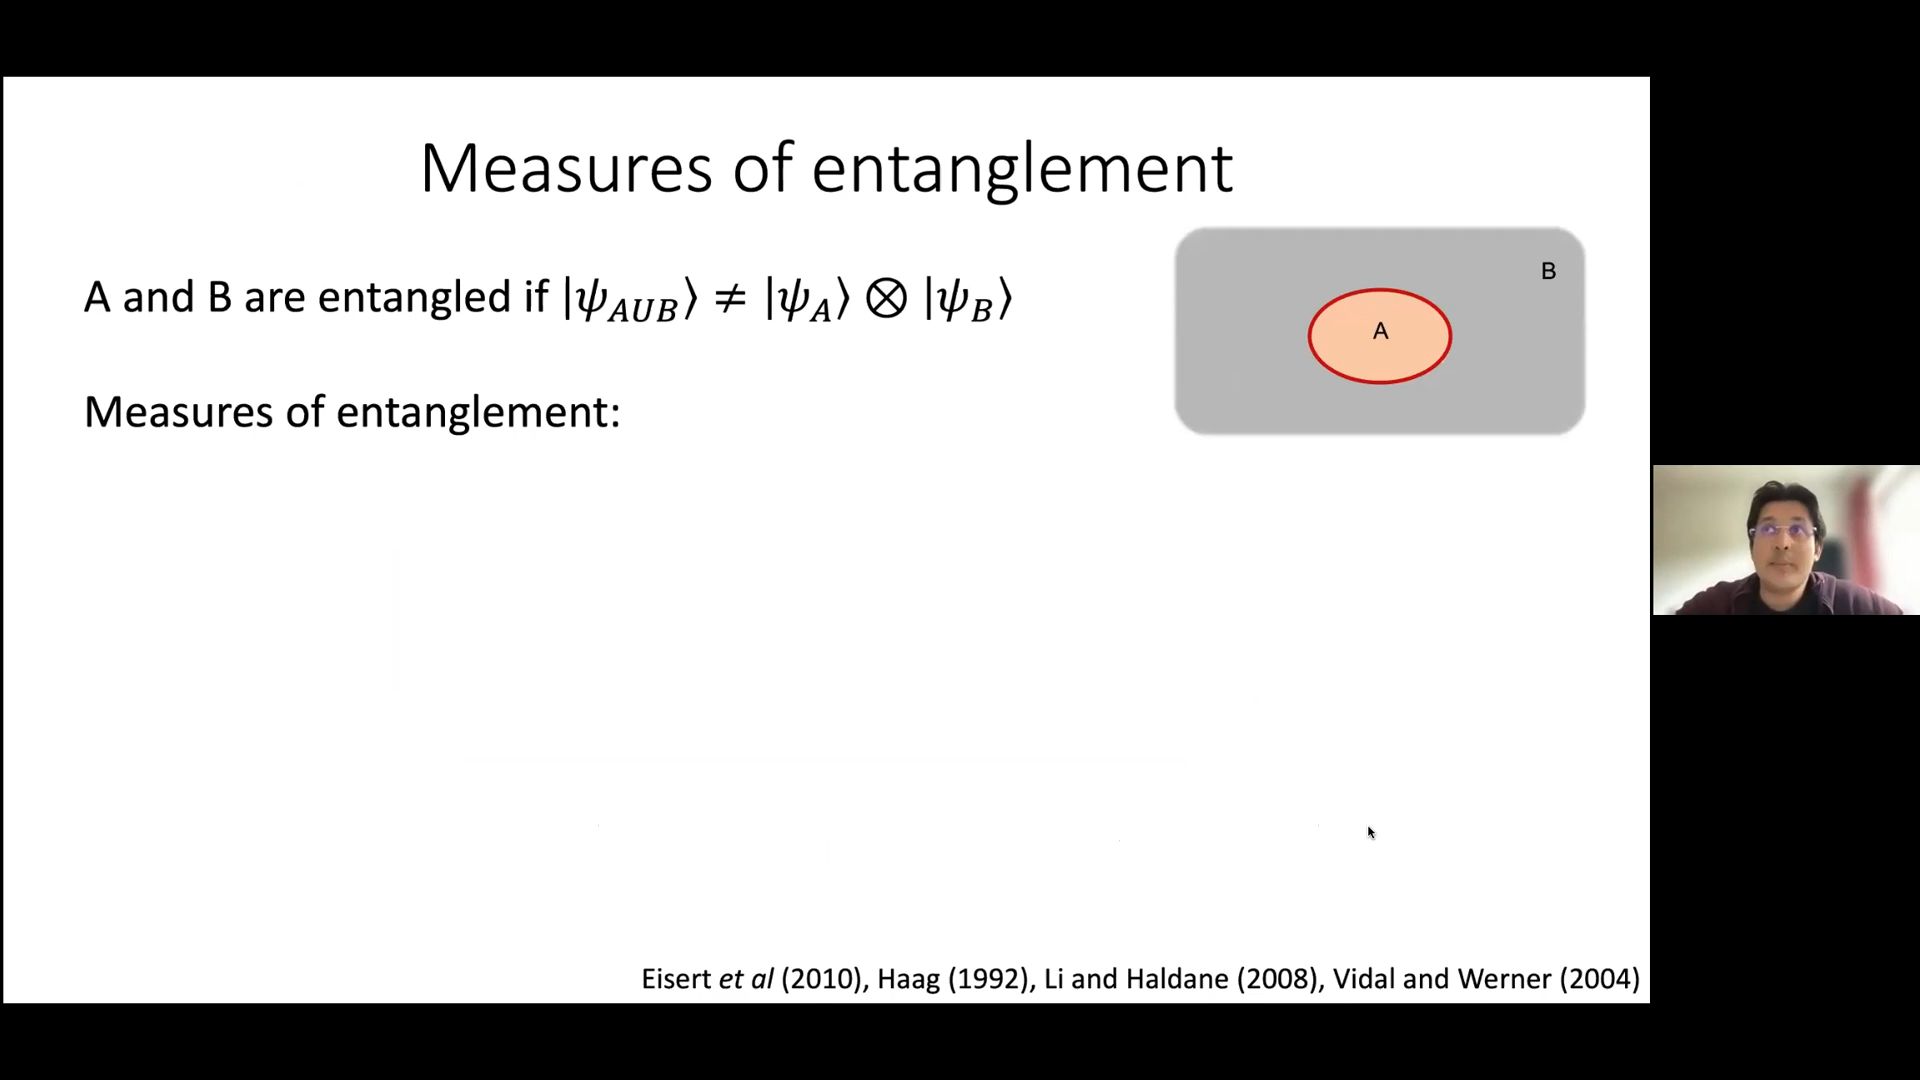 Measures of entanglement
A and B are entangled if |ψ_{AUB}⟩ ≠ |ψ_A⟩ ⊗ |ψ_B⟩
B
A
Measures of entanglement:
Eisert et al (2010), Haag (1992), Li and Haldane (2008), Vidal and Werner (2004)